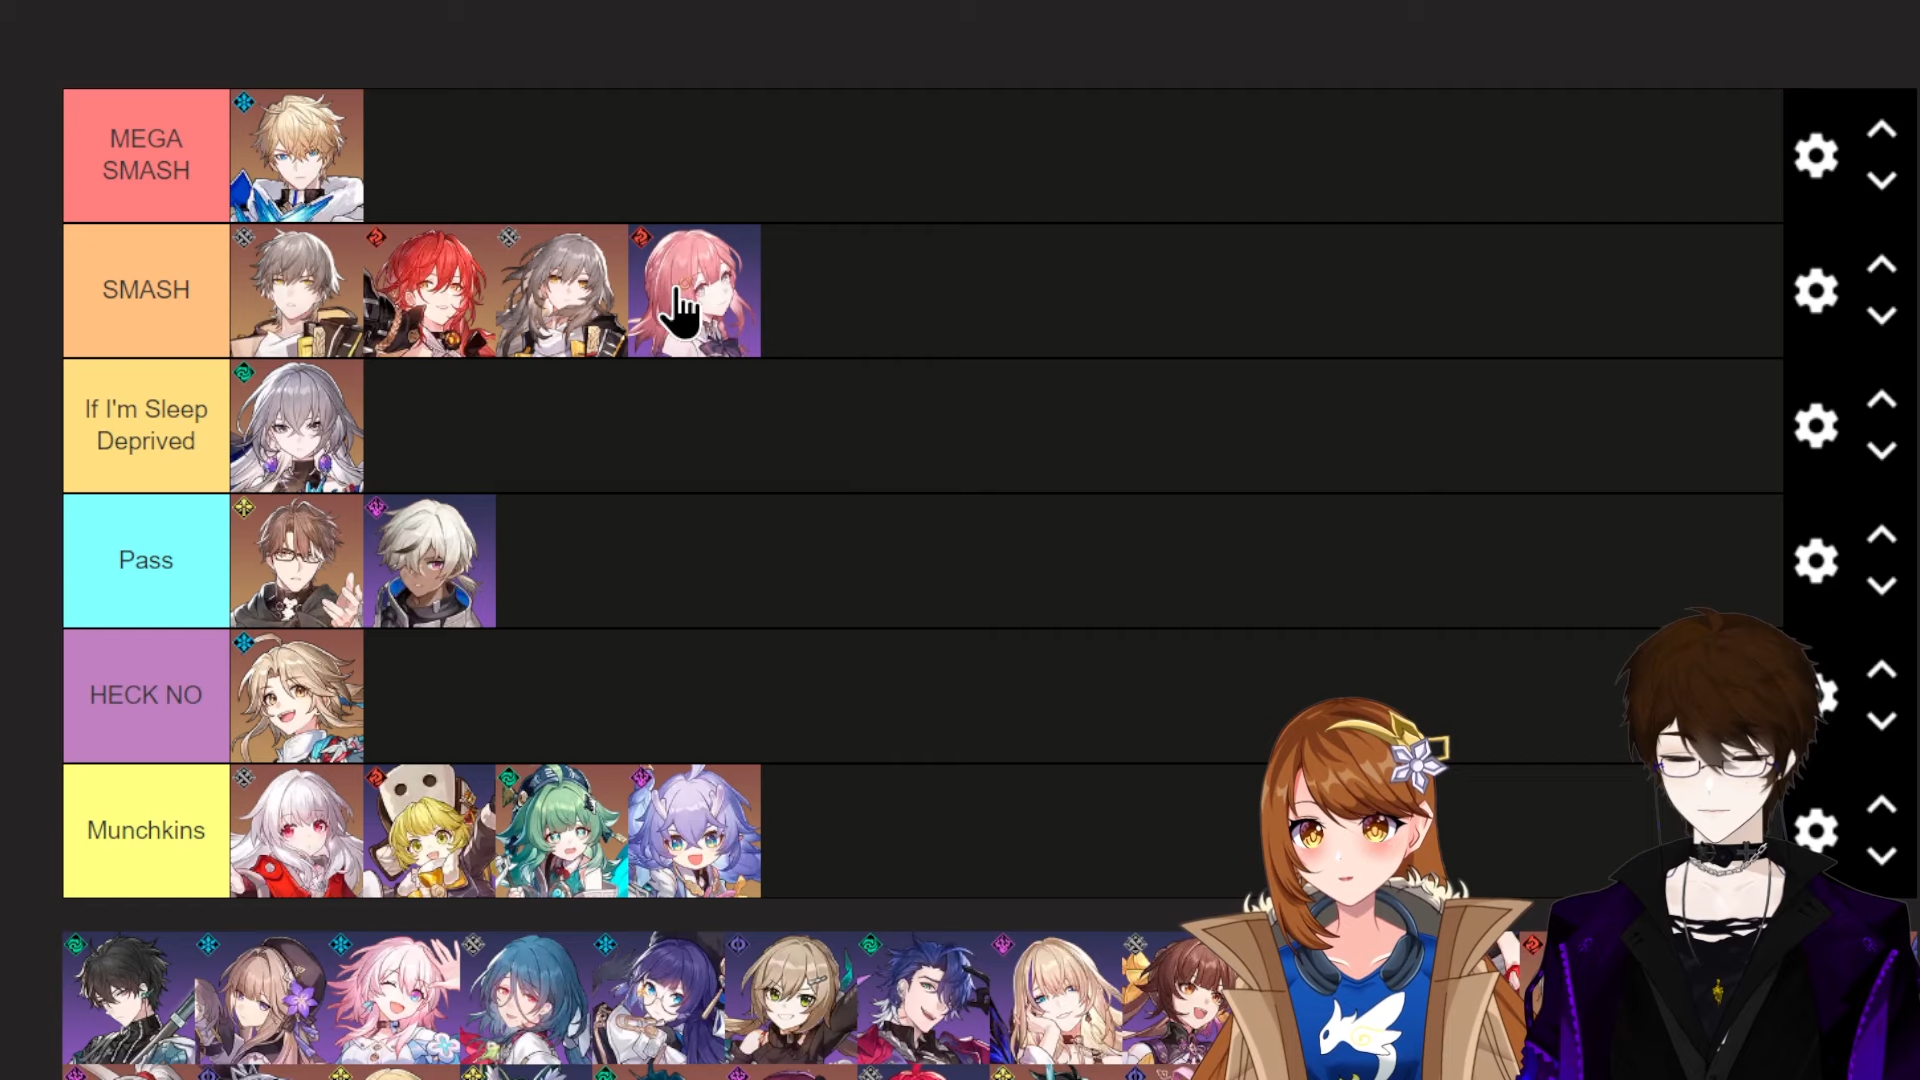 MEGA
SMASH
SMASH
If I'm Sleep
Deprived
Pass
HECK NO
Munchkins